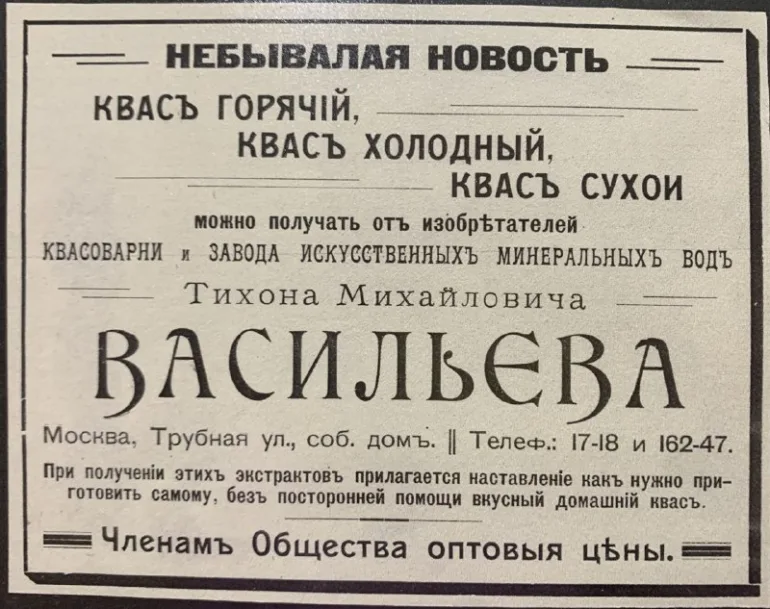 НЕБЫВАЛАЯ НОВОСТЬ
КВАСЪ ГОРЯЧІЙ,
КВАСЪ ХОЛОДНЫЙ,
КВАСЪ СУХОИ
можно получать отъ изобрѣтателей
КВАСОВАРНИ и ЗАВОДА ИСКУССТВЕННЫХЪ МИНЕРАЛЬНЫХЪ ВОДЪ
Тихона Михайловича
ВАСИЛЬЕВА
Москва, Трубная ул., соб. домъ. || Телеф.: 17-18 и 162-47.
При полученіи этихъ экстрактовъ прилагается наставленіе какъ нужно при-
готовить самому, безъ посторонней помощи вкусный домашній квасъ.
Членамъ Общества оптовыя цѣны.